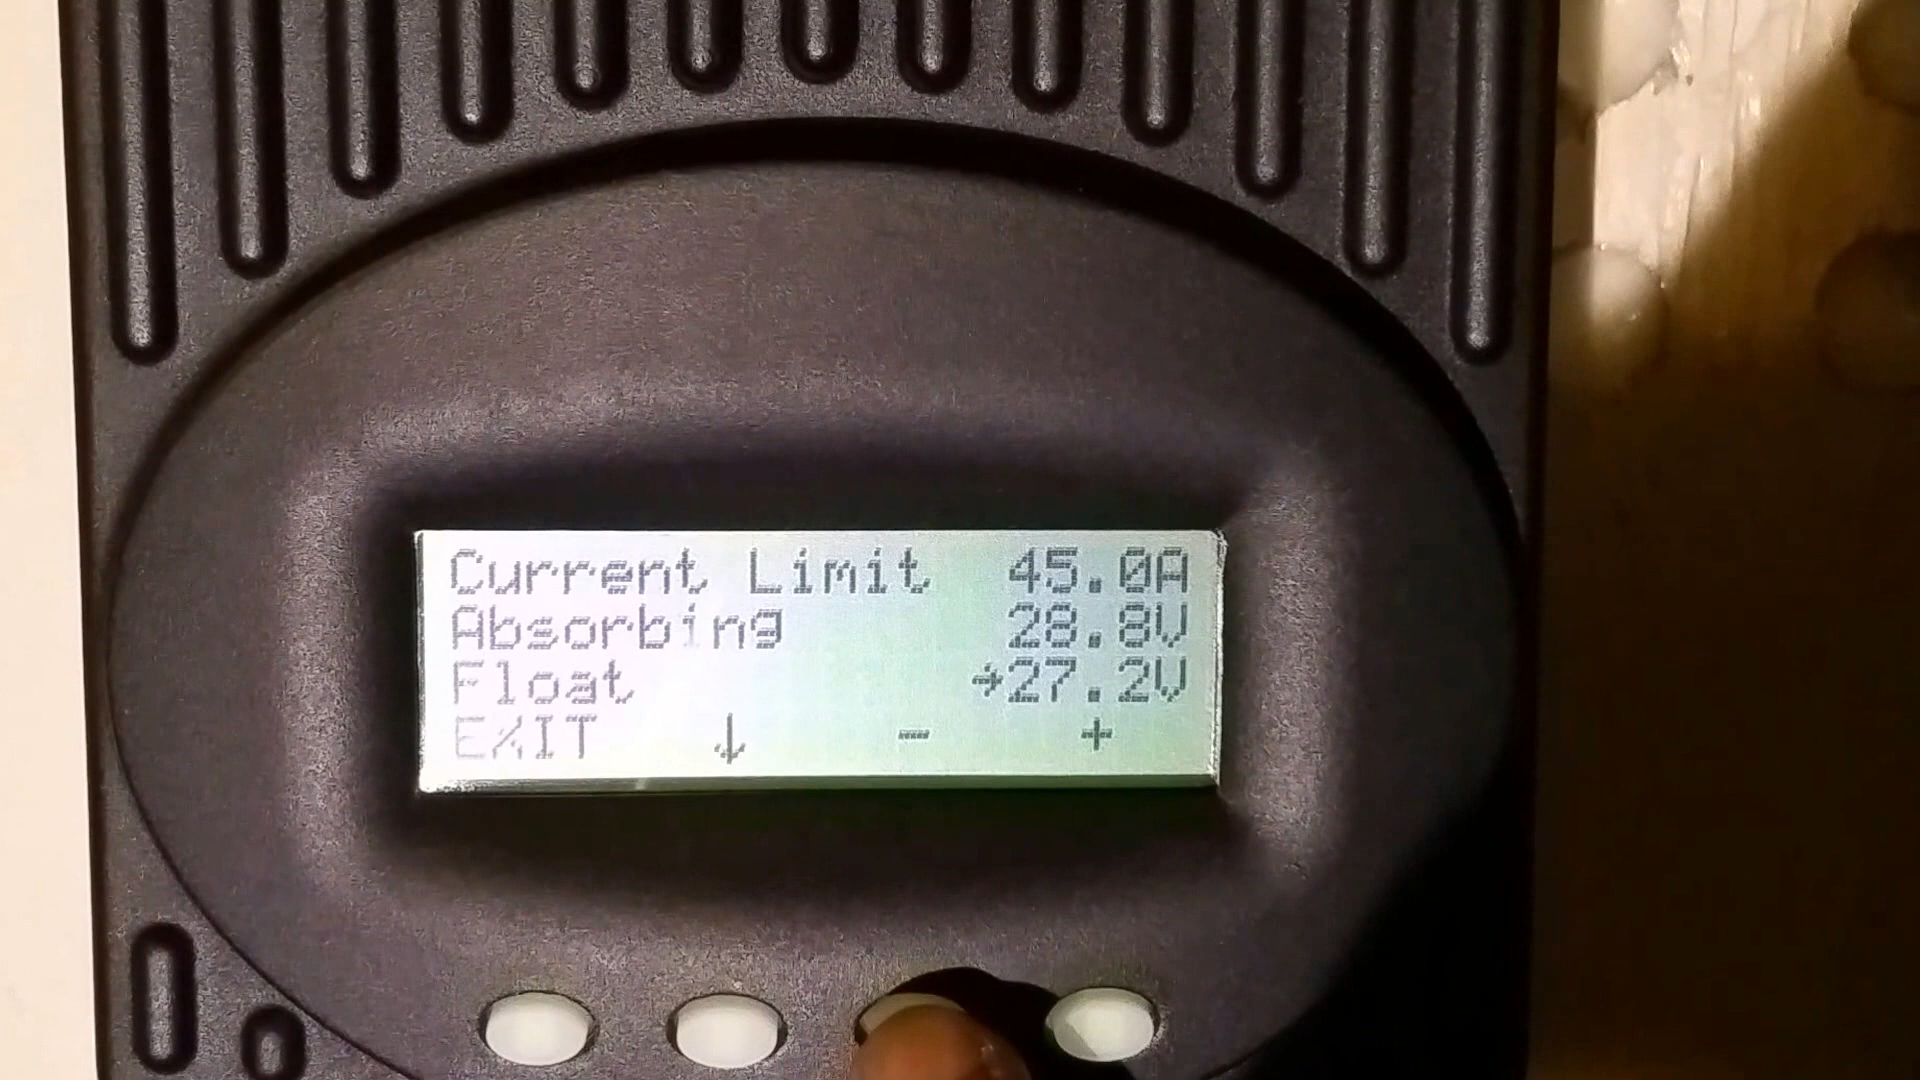 Current Limit 45.0A
Absorbing 28.8V
Float →27.2V
EXIT ↓ - +